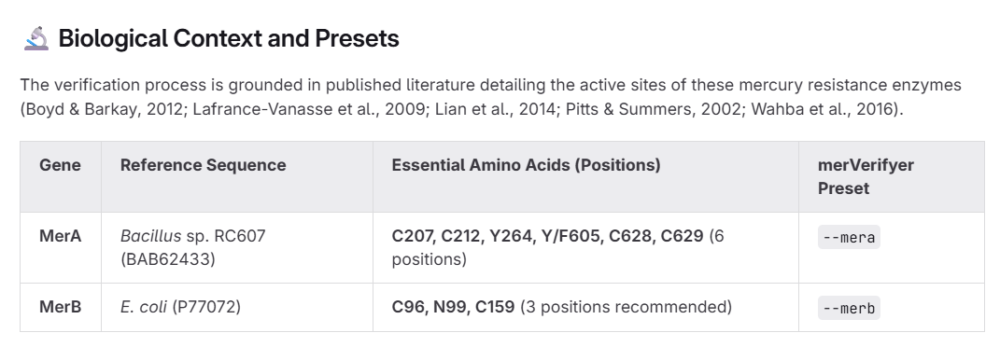 🔬 Biological Context and Presets
The verification process is grounded in published literature detailing the active sites of these mercury resistance enzymes
(Boyd & Barkay, 2012; Lafrance-Vanasse et al., 2009; Lian et al., 2014; Pitts & Summers, 2002; Wahba et al., 2016).
Gene Reference Sequence Essential Amino Acids (Positions) merVerifyer
Preset
MerA Bacillus sp. RC607 C207, C212, Y264, Y/F605, C628, C629 (6 --mera
(BAB62433) positions)
MerB E. coli (P77072) C96, N99, C159 (3 positions recommended) --merb